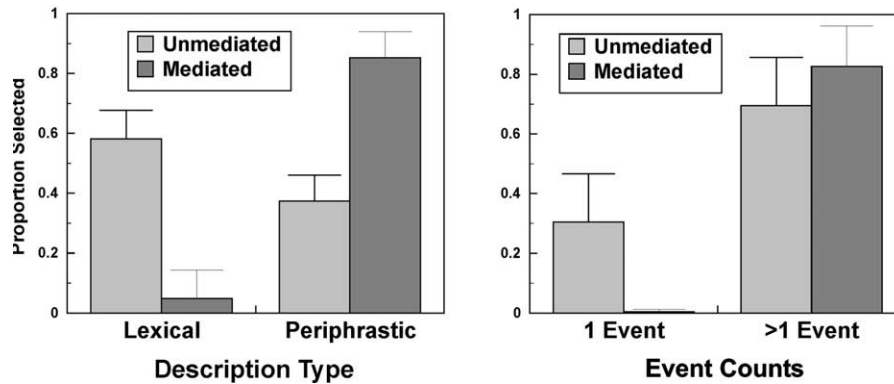 Proportion Selected
1
0.8
0.6
0.4
0.2
0
Unmediated
Mediated
Lexical
Periphrastic
Description Type
1
0.8
0.6
0.4
0.2
0
Unmediated
Mediated
1 Event
>1 Event
Event Counts